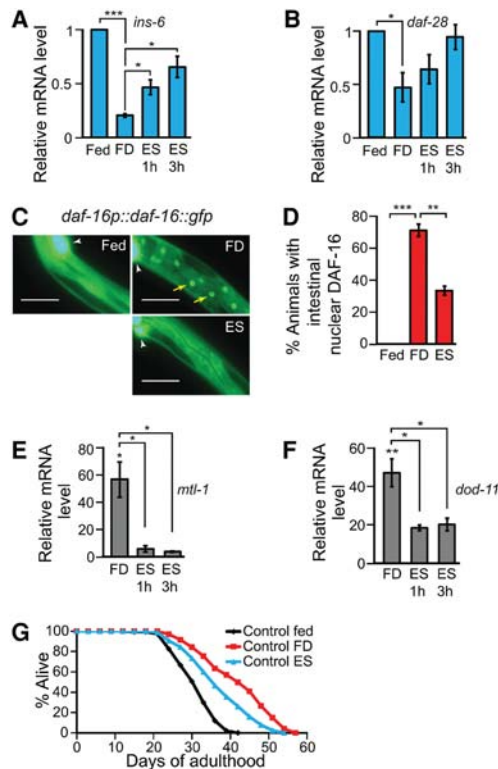 A
ins-6
***
*
*
Relative mRNA level
1
0.5
0
Fed
FD
ES 1h
ES 3h
B
daf-28
*
Relative mRNA level
1
0.5
0
Fed
FD
ES 1h
ES 3h
C
daf-16p::daf-16::gfp
Fed
FD
ES
D
*** **
% Animals with intestinal nuclear DAF-16
80
60
40
20
0
Fed
FD
ES
E
mtl-1
*
*
*
Relative mRNA level
80
60
40
20
0
FD
ES 1h
ES 3h
F
dod-11
*
*
**
Relative mRNA level
60
40
20
0
FD
ES 1h
ES 3h
G
Control fed
Control FD
Control ES
% Alive
100
80
60
40
20
0
0 10 20 30 40 50 60
Days of adulthood